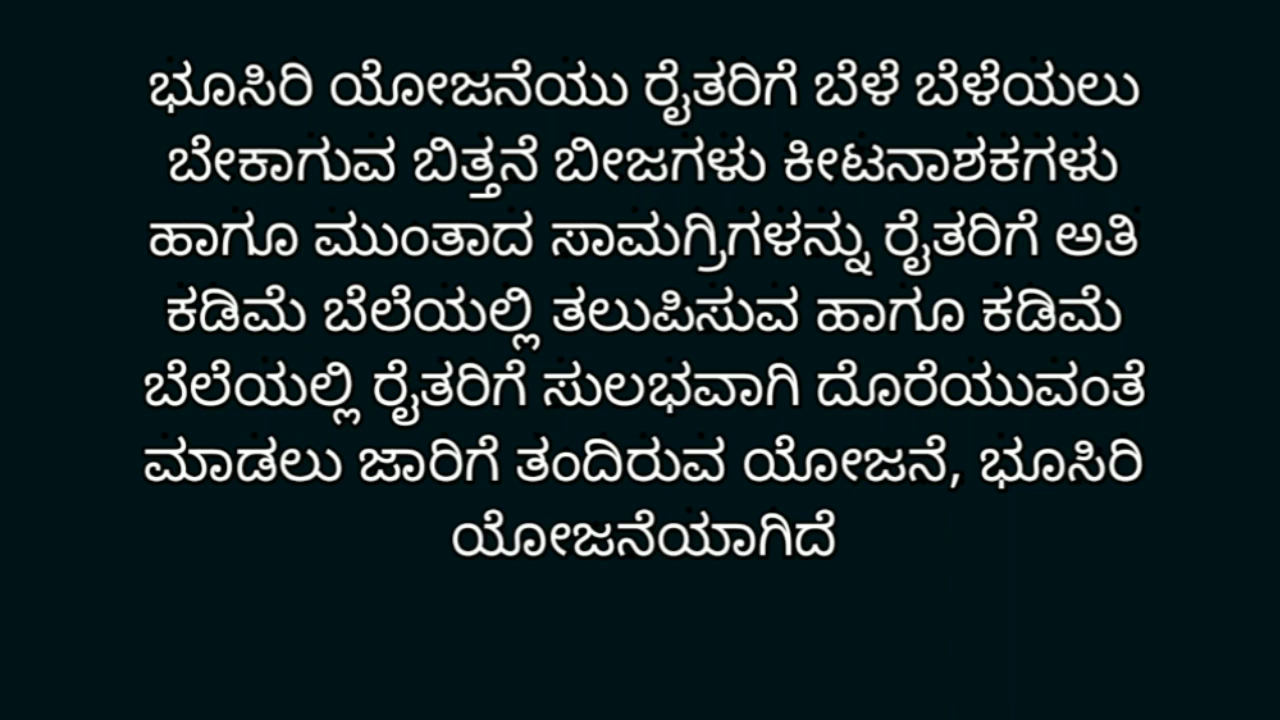 ಭೂಸಿರಿ ಯೋಜನೆಯು ರೈತರಿಗೆ ಬೆಳೆ ಬೆಳೆಯಲು
ಬೇಕಾಗುವ ಬಿತ್ತನೆ ಬೀಜಗಳು ಕೀಟನಾಶಕಗಳು
ಹಾಗೂ ಮುಂತಾದ ಸಾಮಗ್ರಿಗಳನ್ನು ರೈತರಿಗೆ ಅತಿ
ಕಡಿಮೆ ಬೆಲೆಯಲ್ಲಿ ತಲುಪಿಸುವ ಹಾಗೂ ಕಡಿಮೆ
ಬೆಲೆಯಲ್ಲಿ ರೈತರಿಗೆ ಸುಲಭವಾಗಿ ದೊರೆಯುವಂತೆ
ಮಾಡಲು ಜಾರಿಗೆ ತಂದಿರುವ ಯೋಜನೆ, ಭೂಸಿರಿ
ಯೋಜನೆಯಾಗಿದೆ